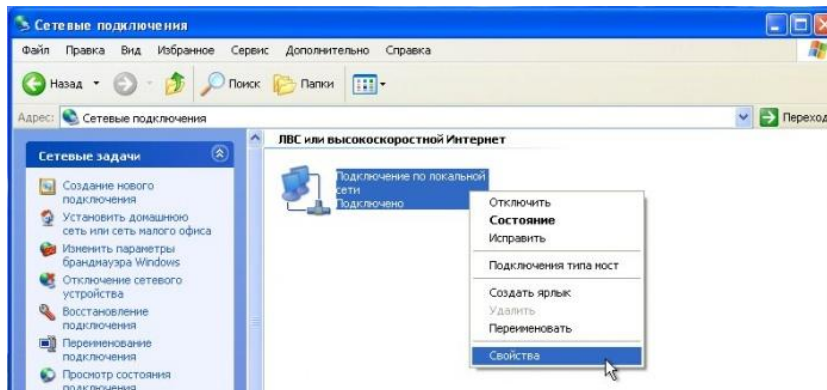 Сетевые подключения
Файл Правка Вид Избранное Сервис Дополнительно Справка
Назад Поиск Папки
Адрес: Сетевые подключения Переход
Сетевые задачи
Создание нового
подключения
Установить домашнюю
сеть или сеть малого офиса
Изменить параметры
брандмауэра Windows
Отключение сетевого
устройства
Восстановление
подключения
Переименование
подключения
Просмотр состояния
подключения
ЛВС или высокоскоростной Интернет
Подключение по локальной
сети
Подключено
Отключить
Состояние
Исправить
Подключения типа мост
Создать ярлык
Удалить
Переименовать
Свойства